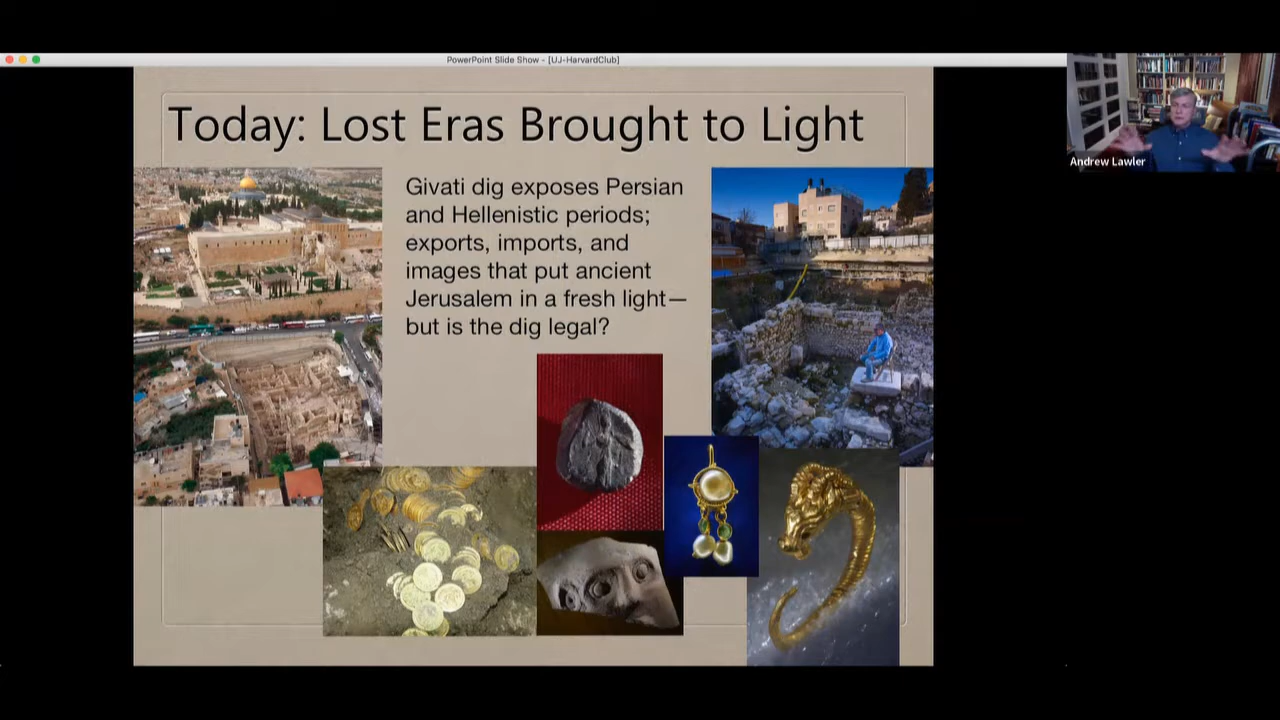 PowerPoint Slide Show - [UJ-HarvardClub]
Today: Lost Eras Brought to Light
Givati dig exposes Persian
and Hellenistic periods;
exports, imports, and
images that put ancient
Jerusalem in a fresh light—
but is the dig legal?
Andrew Lawler